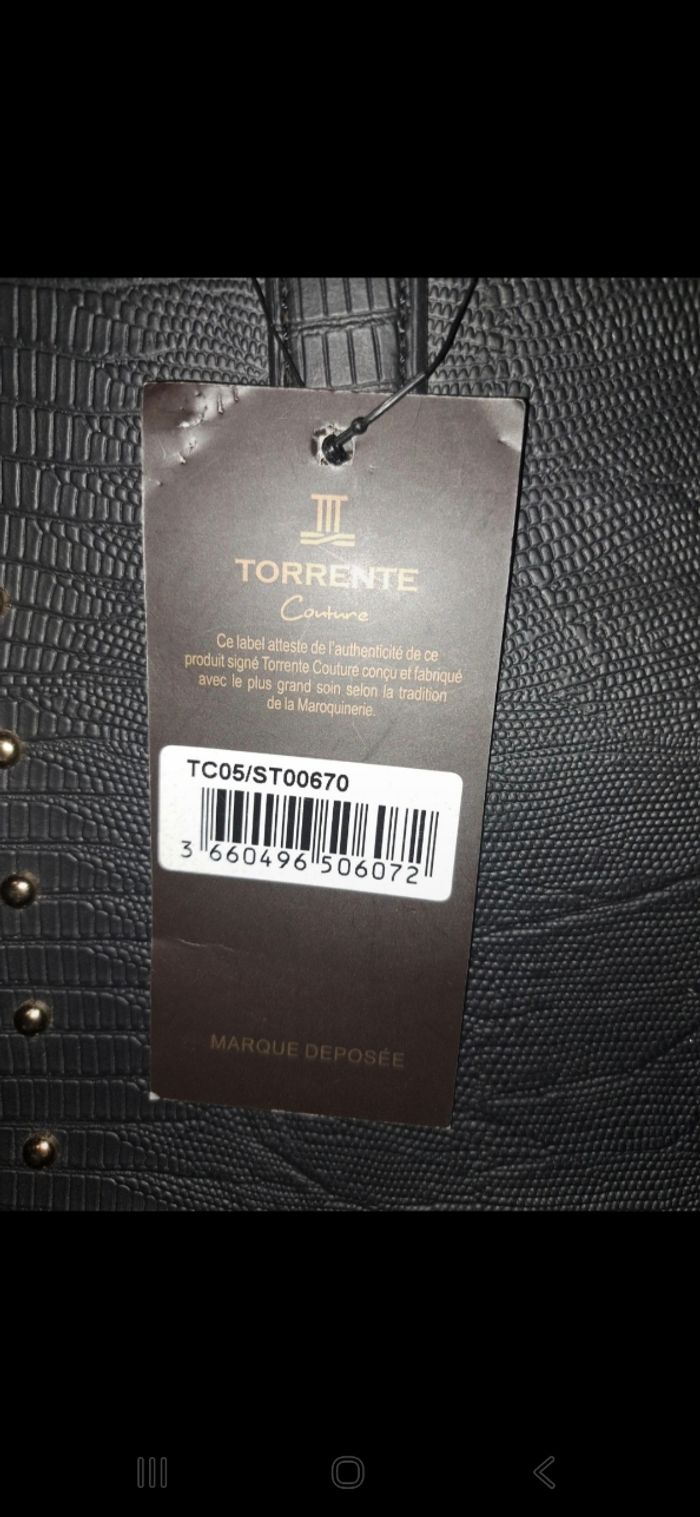 TORRENTE
Couture
Ce label atteste de l'authenticité de ce
produit signé Torrente Couture conçu et fabriqué
avec le plus grand soin selon la tradition
de la Maroquinerie.
TC05/ST00670
3 660496 506072
MARQUE DEPOSÉE